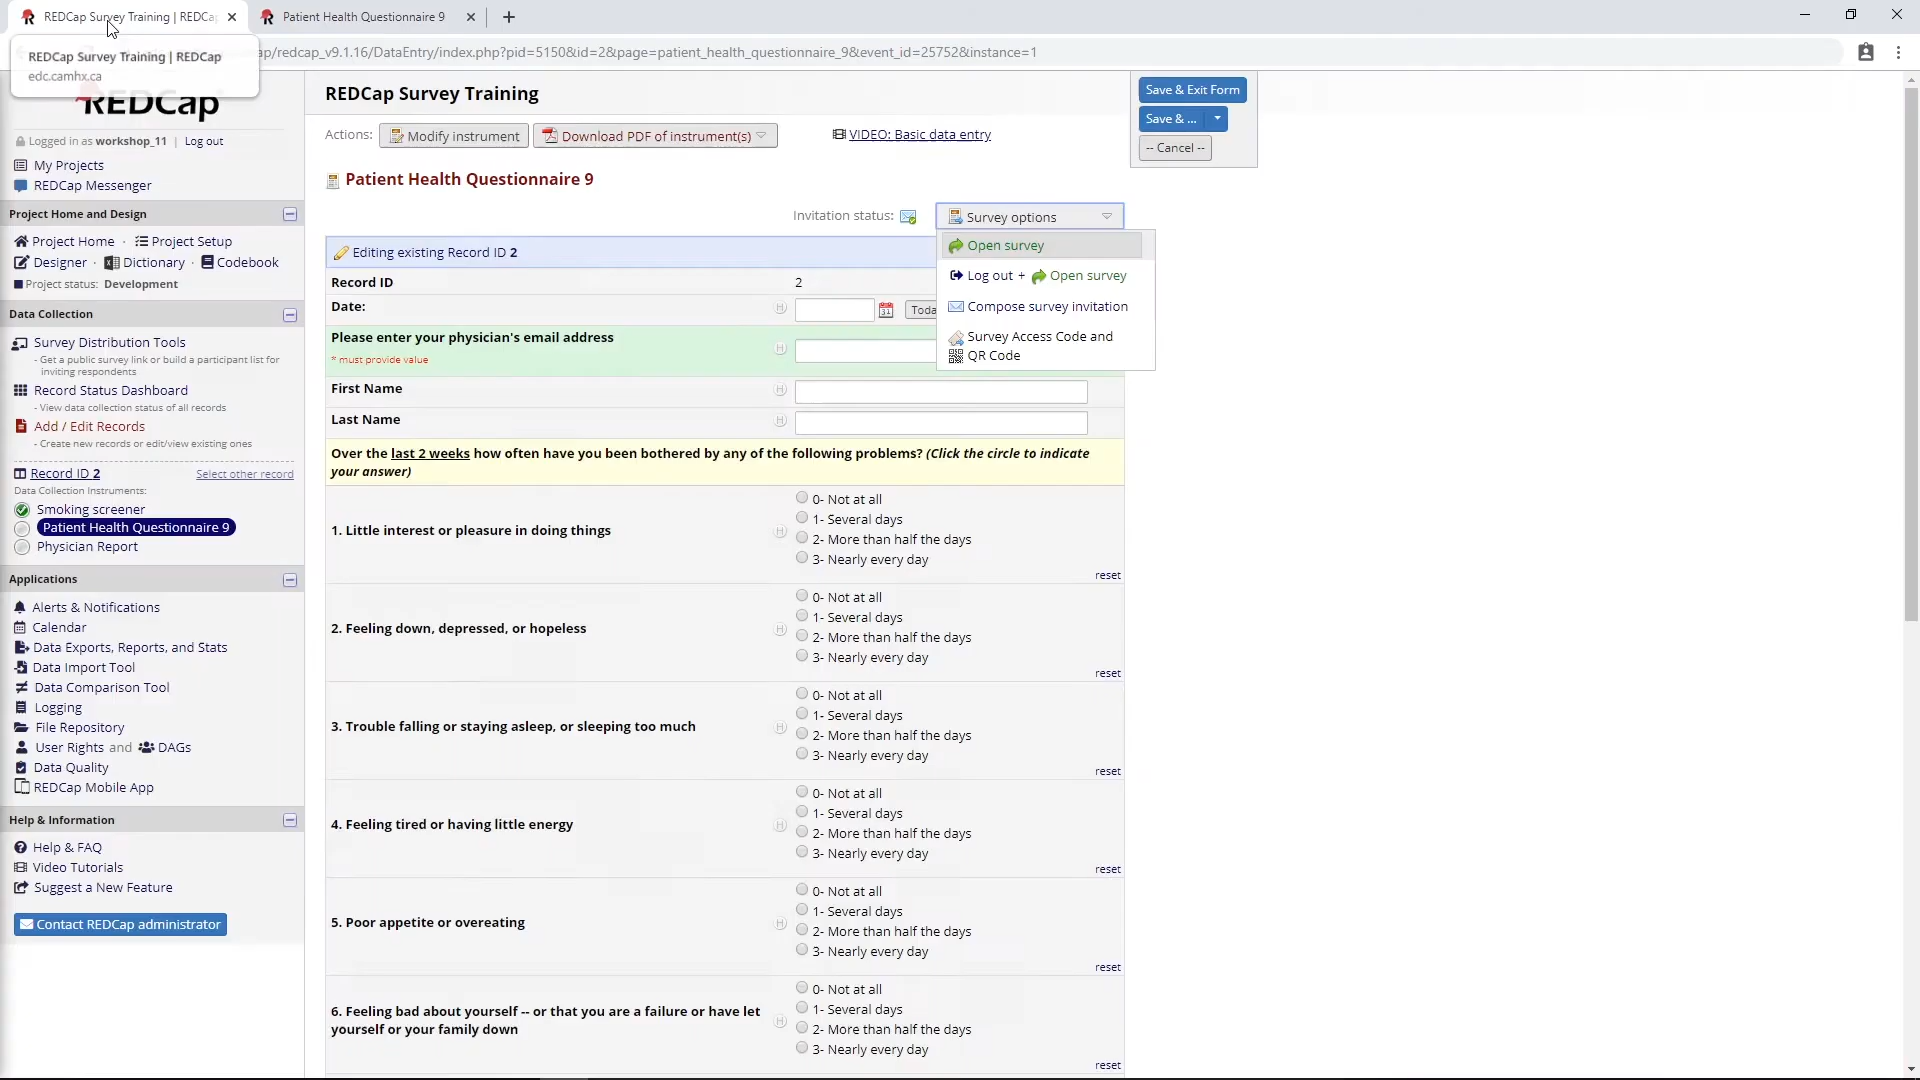 REDCap Survey Training | REDCa
Patient Health Questionnaire 9
ap/redcap_v9.1.16/DataEntry/index.php?pid=5150&id=2&page=patient_health_questionnaire_9&event_id=25752&instance=1
REDCap Survey Training | REDCap
edc.camhx.ca
REDCap
Logged in as workshop_11 | Log out
My Projects
REDCap Messenger
Project Home and Design
Project Home · Project Setup
Designer · Dictionary · Codebook
Project status: Development
Data Collection
Survey Distribution Tools
- Get a public survey link or build a participant list for
inviting respondents
Record Status Dashboard
- View data collection status of all records
Add / Edit Records
- Create new records or edit/view existing ones
Record ID 2 Select other record
Data Collection Instruments:
Smoking screener
Patient Health Questionnaire 9
Physician Report
Applications
Alerts & Notifications
Calendar
Data Exports, Reports, and Stats
Data Import Tool
Data Comparison Tool
Logging
File Repository
User Rights and DAGs
Data Quality
REDCap Mobile App
Help & Information
Help & FAQ
Video Tutorials
Suggest a New Feature
Contact REDCap administrator
REDCap Survey Training
Actions: Modify instrument Download PDF of instrument(s) VIDEO: Basic data entry
Save & Exit Form
Save & ...
-- Cancel --
Patient Health Questionnaire 9
Invitation status: Survey options
Open survey
Log out + Open survey
Compose survey invitation
Survey Access Code and
QR Code
Editing existing Record ID 2
Record ID 2
Date: H 31 Toda
Please enter your physician's email address H
* must provide value
First Name H
Last Name H
Over the last 2 weeks how often have you been bothered by any of the following problems? (Click the circle to indicate
your answer)
1. Little interest or pleasure in doing things H
0- Not at all
1- Several days
2- More than half the days
3- Nearly every day
reset
2. Feeling down, depressed, or hopeless H
0- Not at all
1- Several days
2- More than half the days
3- Nearly every day
reset
3. Trouble falling or staying asleep, or sleeping too much H
0- Not at all
1- Several days
2- More than half the days
3- Nearly every day
reset
4. Feeling tired or having little energy H
0- Not at all
1- Several days
2- More than half the days
3- Nearly every day
reset
5. Poor appetite or overeating H
0- Not at all
1- Several days
2- More than half the days
3- Nearly every day
reset
6. Feeling bad about yourself -- or that you are a failure or have let
yourself or your family down H
0- Not at all
1- Several days
2- More than half the days
3- Nearly every day
reset